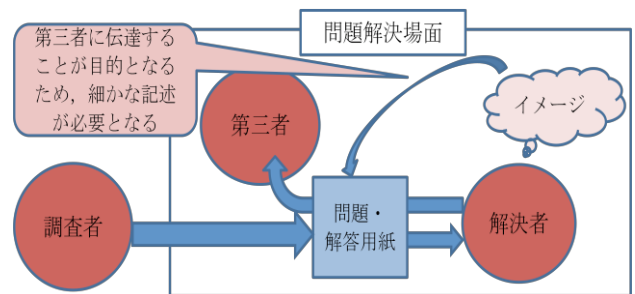 第三者に伝達する
ことが目的となる
ため，細かな記述
が必要となる
問題解決場面
イメージ
第三者
調査者
問題・
解答用紙
解決者